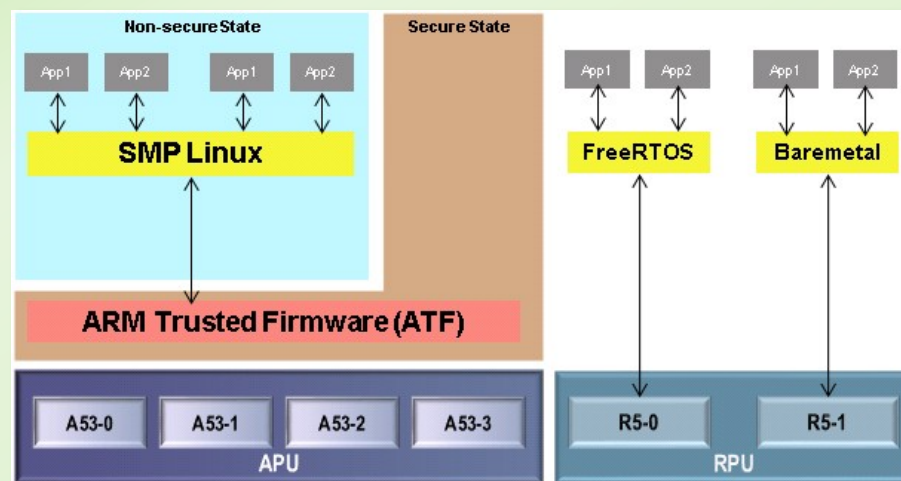 Non-secure State
Secure State
App1 App2 App1 App2
App1 App2 App1 App2
SMP Linux
FreeRTOS
Baremetal
ARM Trusted Firmware (ATF)
A53-0 A53-1 A53-2 A53-3
APU
R5-0 R5-1
RPU